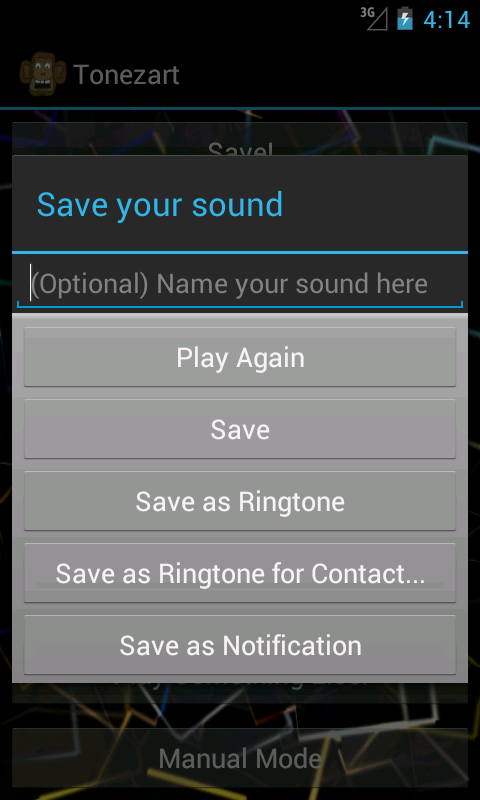 3G 4:14
Tonezart
Save!
Save your sound
(Optional) Name your sound here
Play Again
Save
Save as Ringtone
Save as Ringtone for Contact...
Save as Notification
Manual Mode